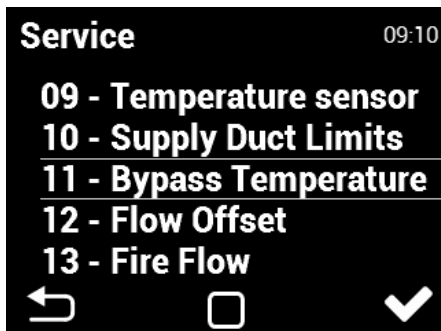 Service
09:10
09 - Temperature sensor
10 - Supply Duct Limits
11 - Bypass Temperature
12 - Flow Offset
13 - Fire Flow